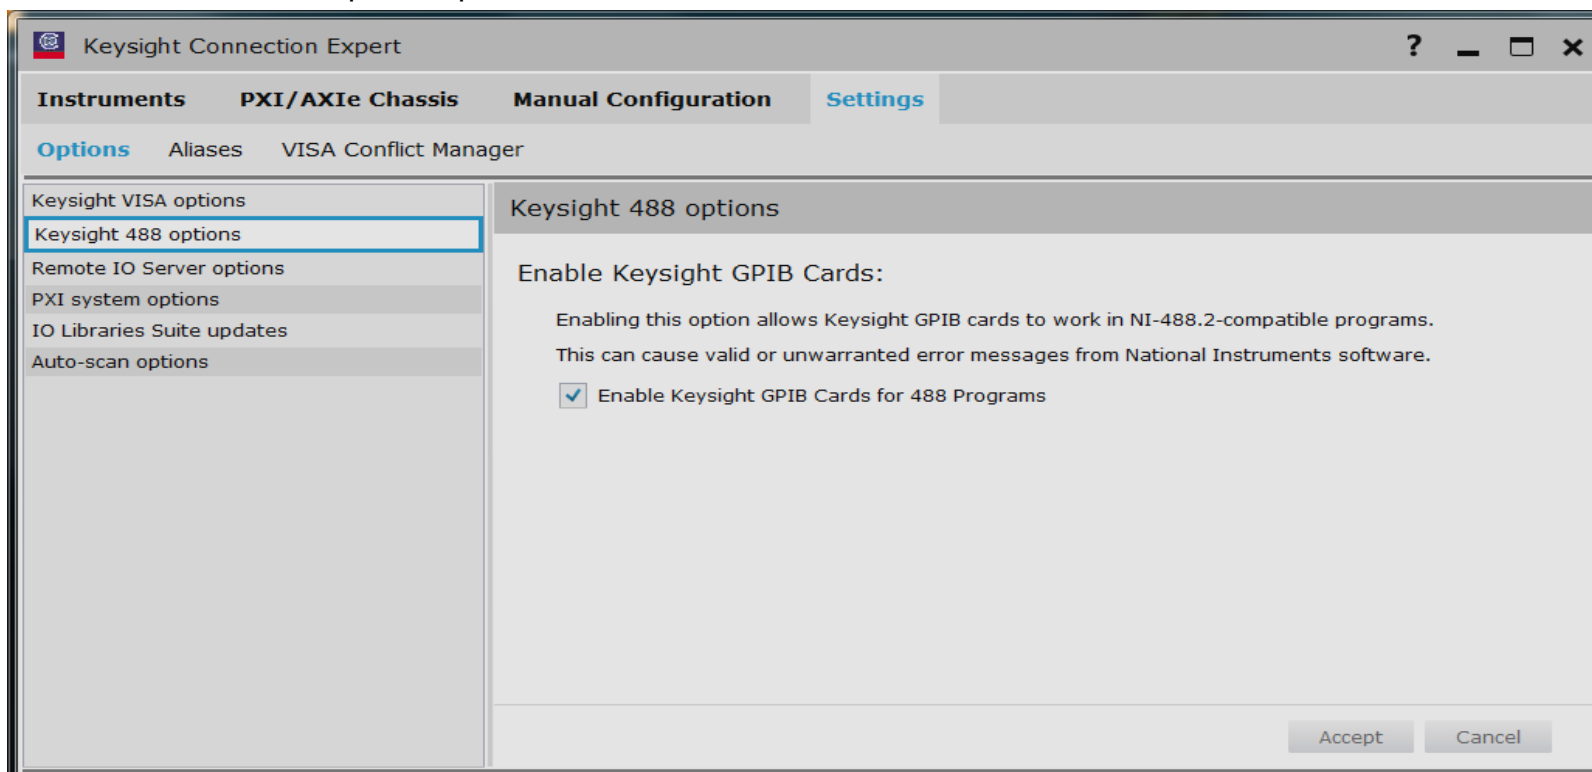 Keysight Connection Expert
Instruments PXI/AXIe Chassis Manual Configuration Settings
Options Aliases VISA Conflict Manager
Keysight VISA options
Keysight 488 options
Remote IO Server options
PXI system options
IO Libraries Suite updates
Auto-scan options
Keysight 488 options
Enable Keysight GPIB Cards:
Enabling this option allows Keysight GPIB cards to work in NI-488.2-compatible programs.
This can cause valid or unwarranted error messages from National Instruments software.
Enable Keysight GPIB Cards for 488 Programs
Accept Cancel